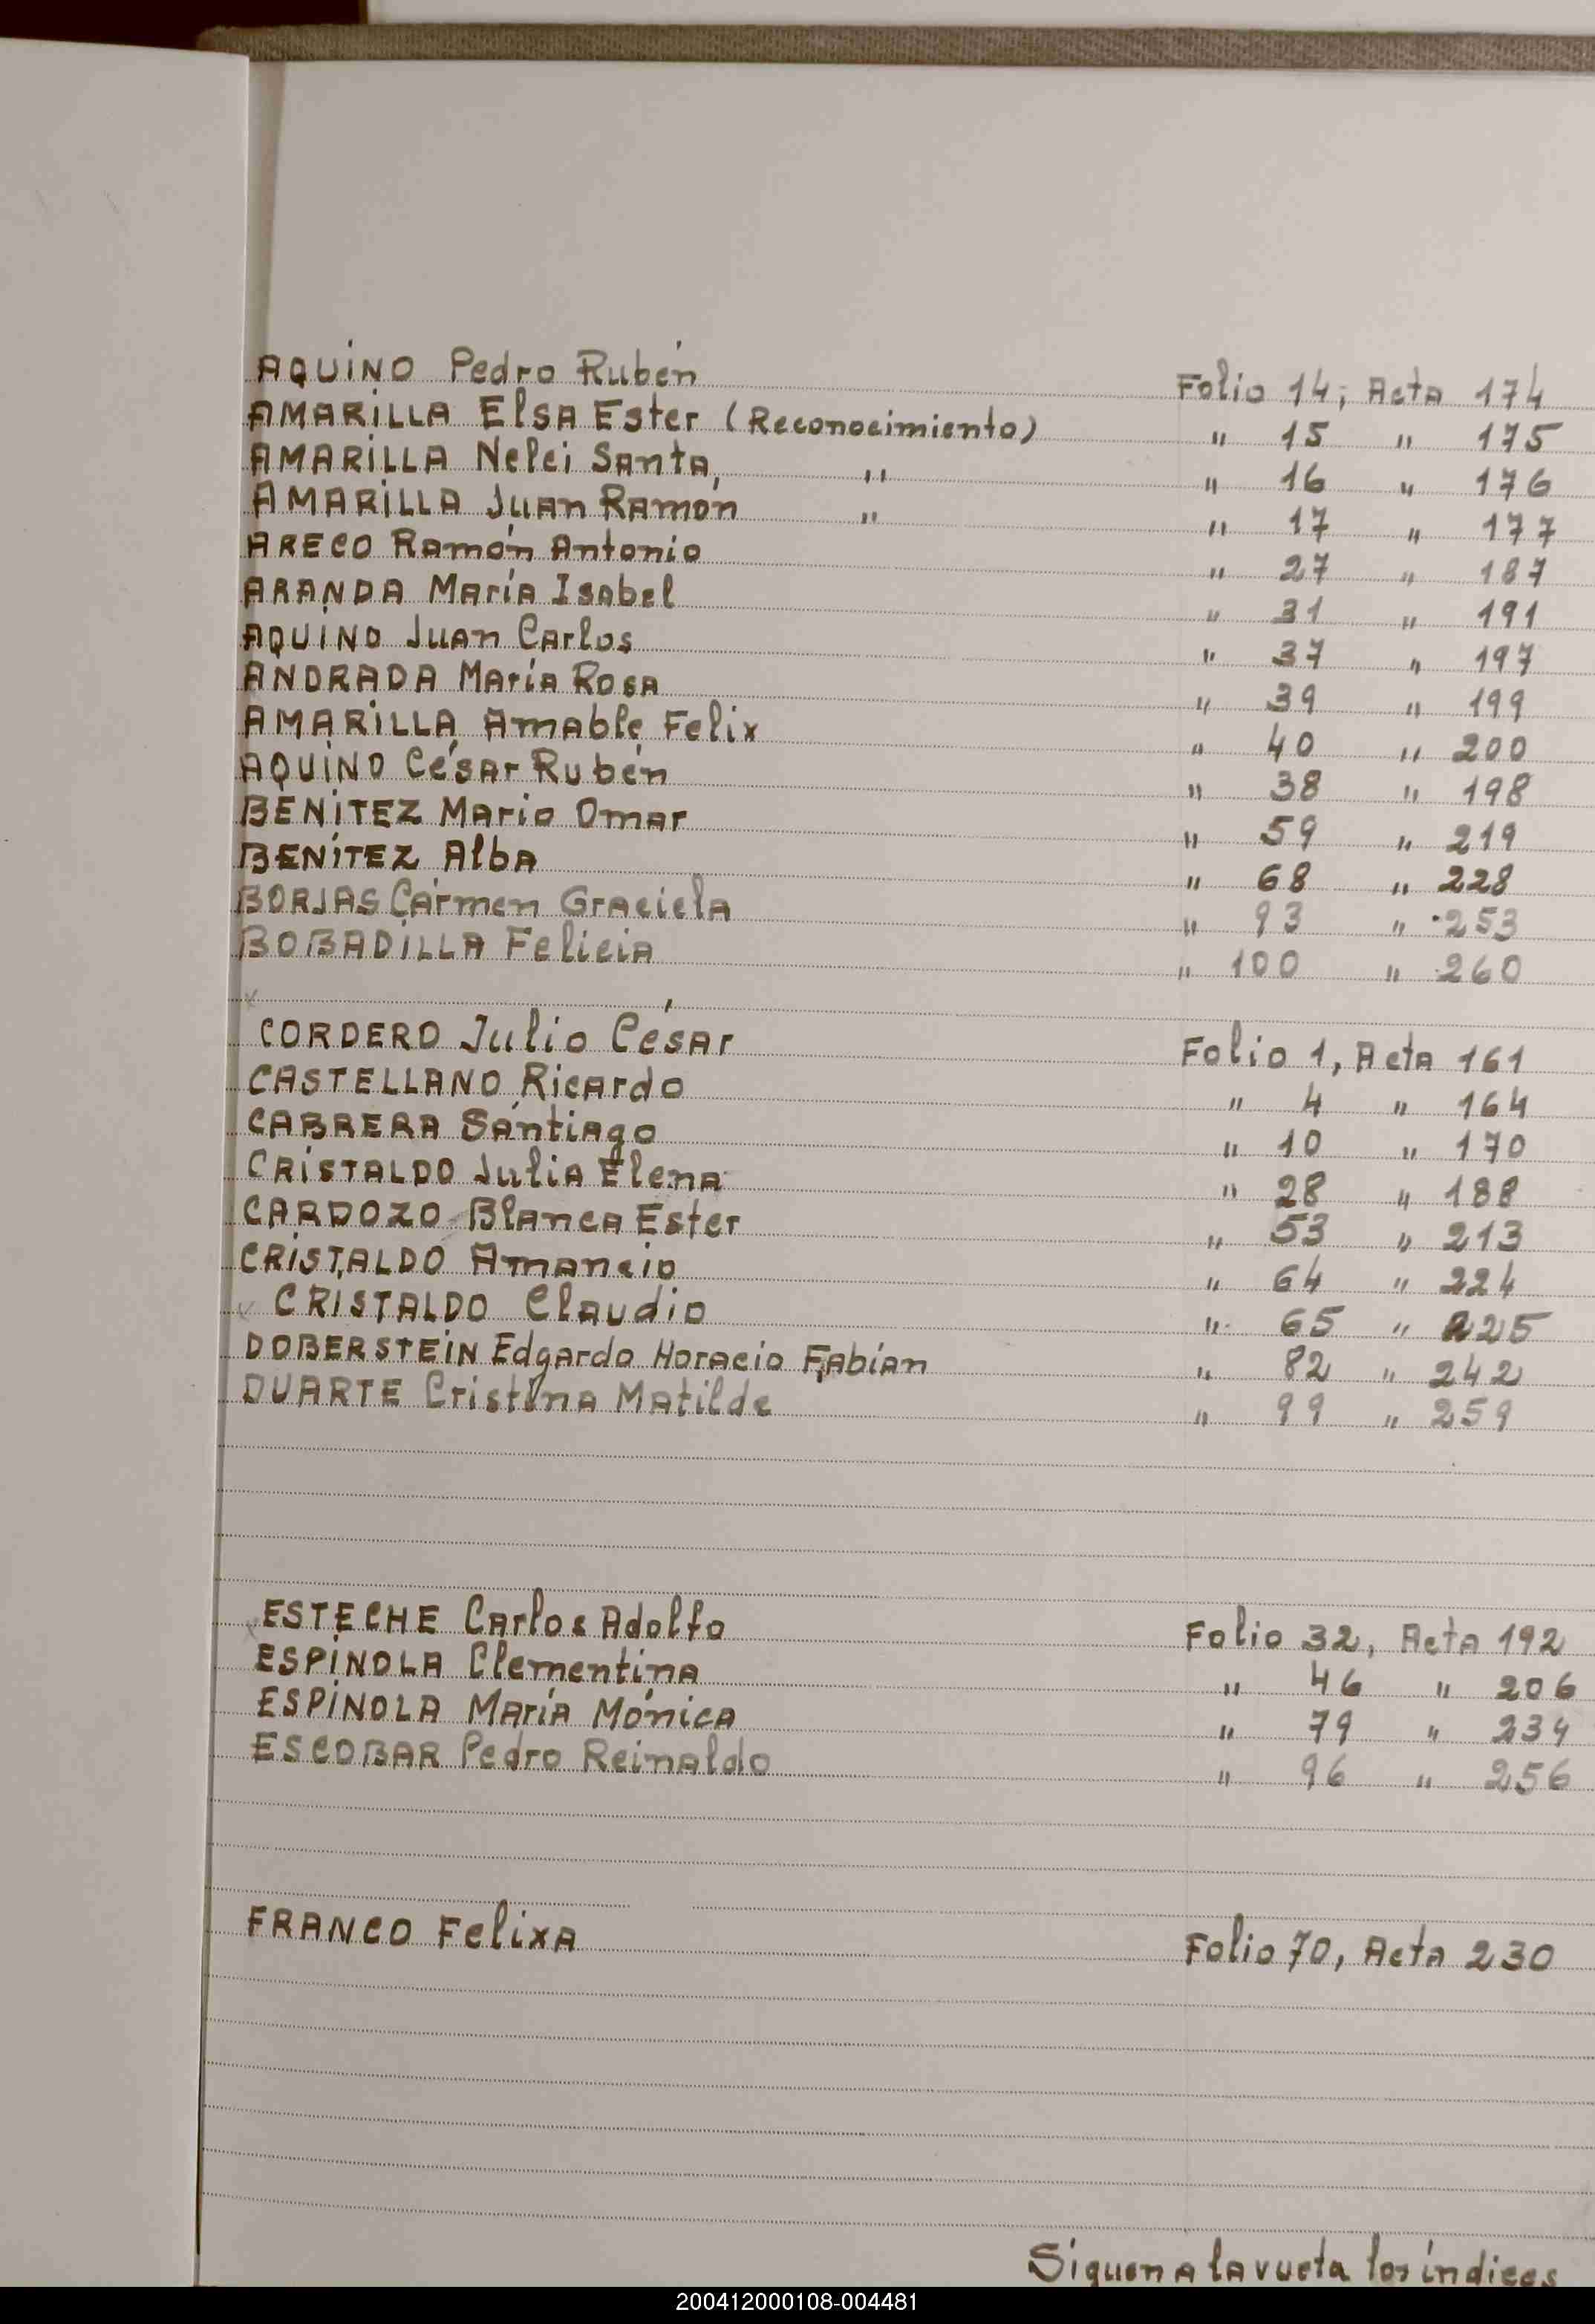 AQUINO Pedro Rubén Folio 14, Acta 174
AMARILLA Elsa Ester (Reconocimiento) " 15 " 175
AMARILLA Nelci Santa, " " 16 " 176
AMARILLA Juan Ramón " " 17 " 177
ARECO Ramón Antonio " 27 " 187
ARANDA María Isabel " 31 " 191
AQUINO Juan Carlos " 37 " 197
ANDRADA María Rosa " 39 " 199
AMARILLA Amable Felix " 40 " 200
AQUINO César Rubén " 38 " 198
BENITEZ Mario Omar " 59 " 219
BENITEZ Alba " 68 " 228
BORJAS Cármen Graciela " 93 " 253
BOBADILLA Felicia " 100 " 260
CORDERO Julio César Folio 1, Acta 161
CASTELLANO Ricardo " 4 " 164
CABRERA Santiago " 10 " 170
CRISTALDO Julia Elena " 28 " 188
CARDOZO Blanca Ester " 53 " 213
CRISTALDO Amancio " 64 " 224
CRISTALDO Claudio " 65 " 225
DOBERSTEIN Edgardo Horacio Fabían " 82 " 242
DUARTE Cristina Matilde " 99 " 259
ESTECHE Carlos Adolfo Folio 32, Acta 192
ESPINOLA Clementina " 46 " 206
ESPINOLA María Mónica " 79 " 239
ESCOBAR Pedro Reinaldo " 96 " 256
FRANCO Felixa Folio 70, Acta 230
Siguen a la vuelta los índices
200412000108-004481